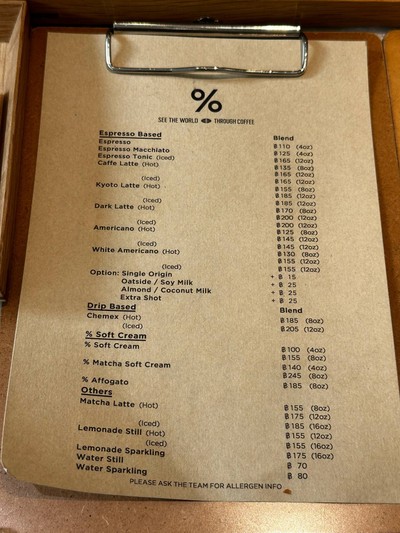 %
SEE THE WORLD THROUGH COFFEE
Espresso Based Blend
Espresso ฿110 (4oz)
Espresso Macchiato ฿125 (4oz)
Espresso Tonic (Iced) ฿165 (12oz)
Caffe Latte (Hot) ฿135 (8oz)
฿165 (12oz)
(Iced) ฿165 (12oz)
Kyoto Latte (Hot) ฿155 (8oz)
฿185 (12oz)
(Iced) ฿185 (12oz)
Dark Latte (Hot) ฿170 (8oz)
฿200 (12oz)
(Iced) ฿200 (12oz)
Americano (Hot) ฿125 (8oz)
฿145 (12oz)
(Iced) ฿145 (12oz)
White Americano (Hot) ฿130 (8oz)
฿155 (12oz)
(Iced) ฿155 (12oz)
Option: Single Origin + ฿ 15
Oatside / Soy Milk + ฿ 25
Almond / Coconut Milk + ฿ 25
Extra Shot + ฿ 25
Drip Based Blend
Chemex (Hot) ฿185 (8oz)
(Iced) ฿205 (12oz)
% Soft Cream
% Soft Cream ฿100 (4oz)
฿155 (8oz)
% Matcha Soft Cream ฿140 (4oz)
฿245 (8oz)
% Affogato ฿185 (8oz)
Others
Matcha Latte (Hot) ฿155 (8oz)
฿175 (12oz)
(Iced) ฿185 (16oz)
Lemonade Still (Hot) ฿155 (12oz)
(Iced) ฿155 (16oz)
Lemonade Sparkling ฿175 (16oz)
Water Still ฿ 70
Water Sparkling ฿ 80
PLEASE ASK THE TEAM FOR ALLERGEN INFO